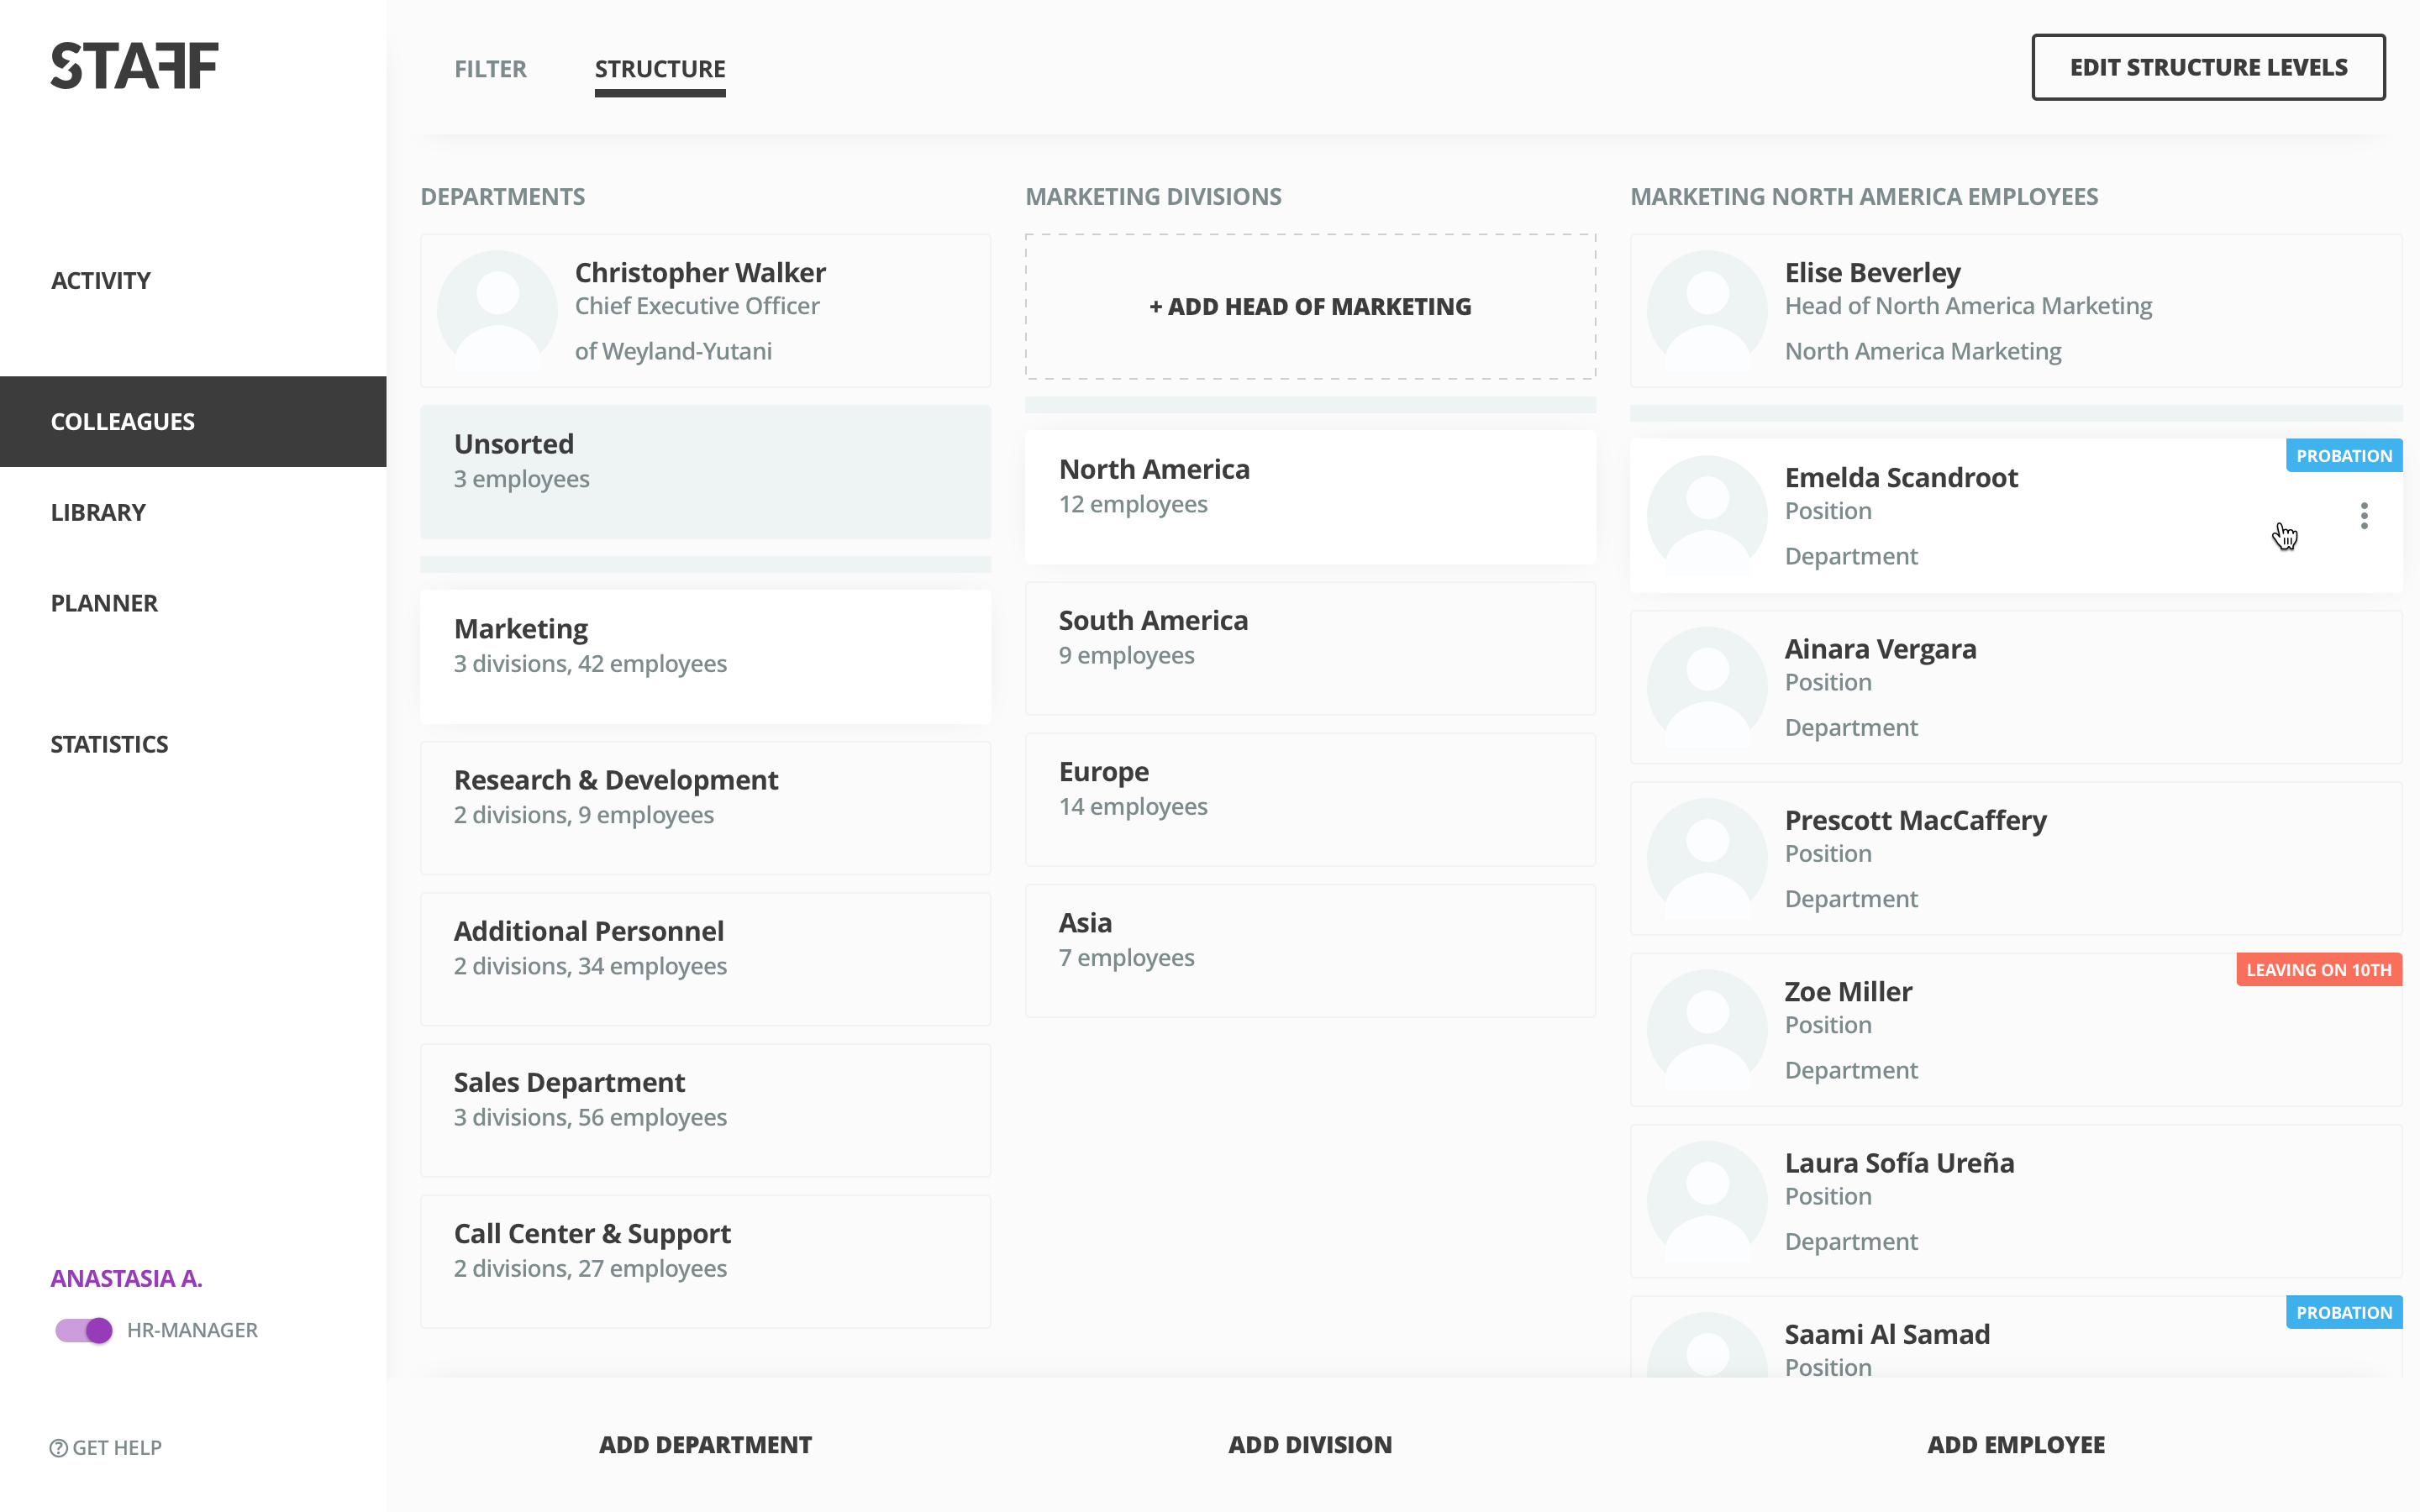 STAFF
ACTIVITY
COLLEAGUES
LIBRARY
PLANNER
STATISTICS
ANASTASIA A.
HR-MANAGER
GET HELP
FILTER
STRUCTURE
EDIT STRUCTURE LEVELS
DEPARTMENTS
Christopher Walker
Chief Executive Officer
of Weyland-Yutani
Unsorted
3 employees
Marketing
3 divisions, 42 employees
Research & Development
2 divisions, 9 employees
Additional Personnel
2 divisions, 34 employees
Sales Department
3 divisions, 56 employees
Call Center & Support
2 divisions, 27 employees
ADD DEPARTMENT
MARKETING DIVISIONS
+ ADD HEAD OF MARKETING
North America
12 employees
South America
9 employees
Europe
14 employees
Asia
7 employees
ADD DIVISION
MARKETING NORTH AMERICA EMPLOYEES
Elise Beverley
Head of North America Marketing
North America Marketing
PROBATION
Emelda Scandroot
Position
Department
Ainara Vergara
Position
Department
Prescott MacCaffery
Position
Department
LEAVING ON 10TH
Zoe Miller
Position
Department
Laura Sofía Ureña
Position
Department
PROBATION
Saami Al Samad
Position
ADD EMPLOYEE